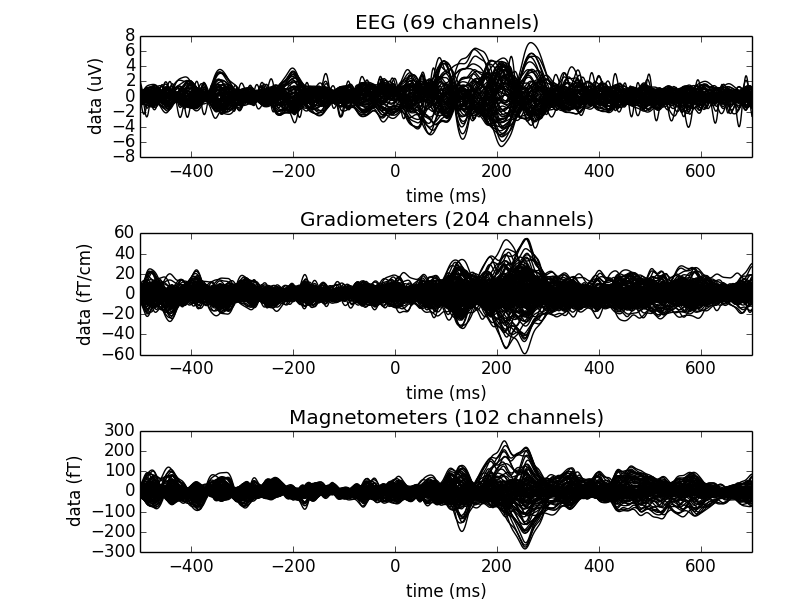 EEG (69 channels)
8
6
4
2
0
−2
−4
−6
−8
data (uV)
−400 −200 0 200 400 600
time (ms)
Gradiometers (204 channels)
60
40
20
0
−20
−40
−60
data (fT/cm)
−400 −200 0 200 400 600
time (ms)
Magnetometers (102 channels)
300
200
100
0
−100
−200
−300
data (fT)
−400 −200 0 200 400 600
time (ms)